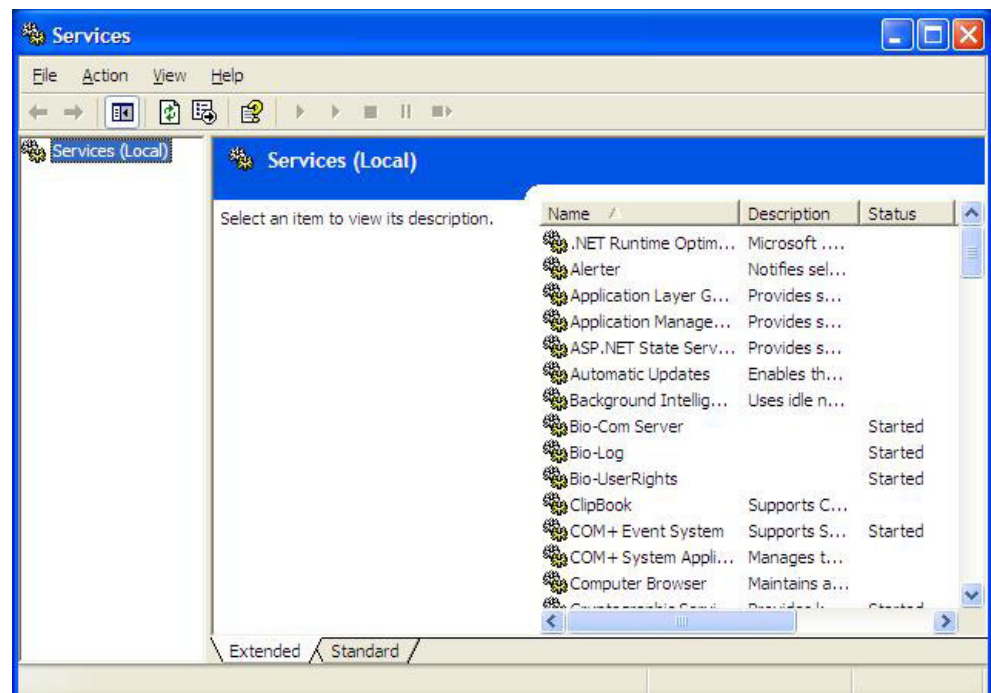 Services
File Action View Help
Services (Local)
Services (Local)
Select an item to view its description.
Name Description Status
.NET Runtime Optim... Microsoft ....
Alerter Notifies sel...
Application Layer G... Provides s...
Application Manage... Provides s...
ASP.NET State Serv... Provides s...
Automatic Updates Enables th...
Background Intellig... Uses idle n...
Bio-Com Server Started
Bio-Log Started
Bio-UserRights Started
ClipBook Supports C...
COM+ Event System Supports S... Started
COM+ System Appli... Manages t...
Computer Browser Maintains a...
Extended Standard